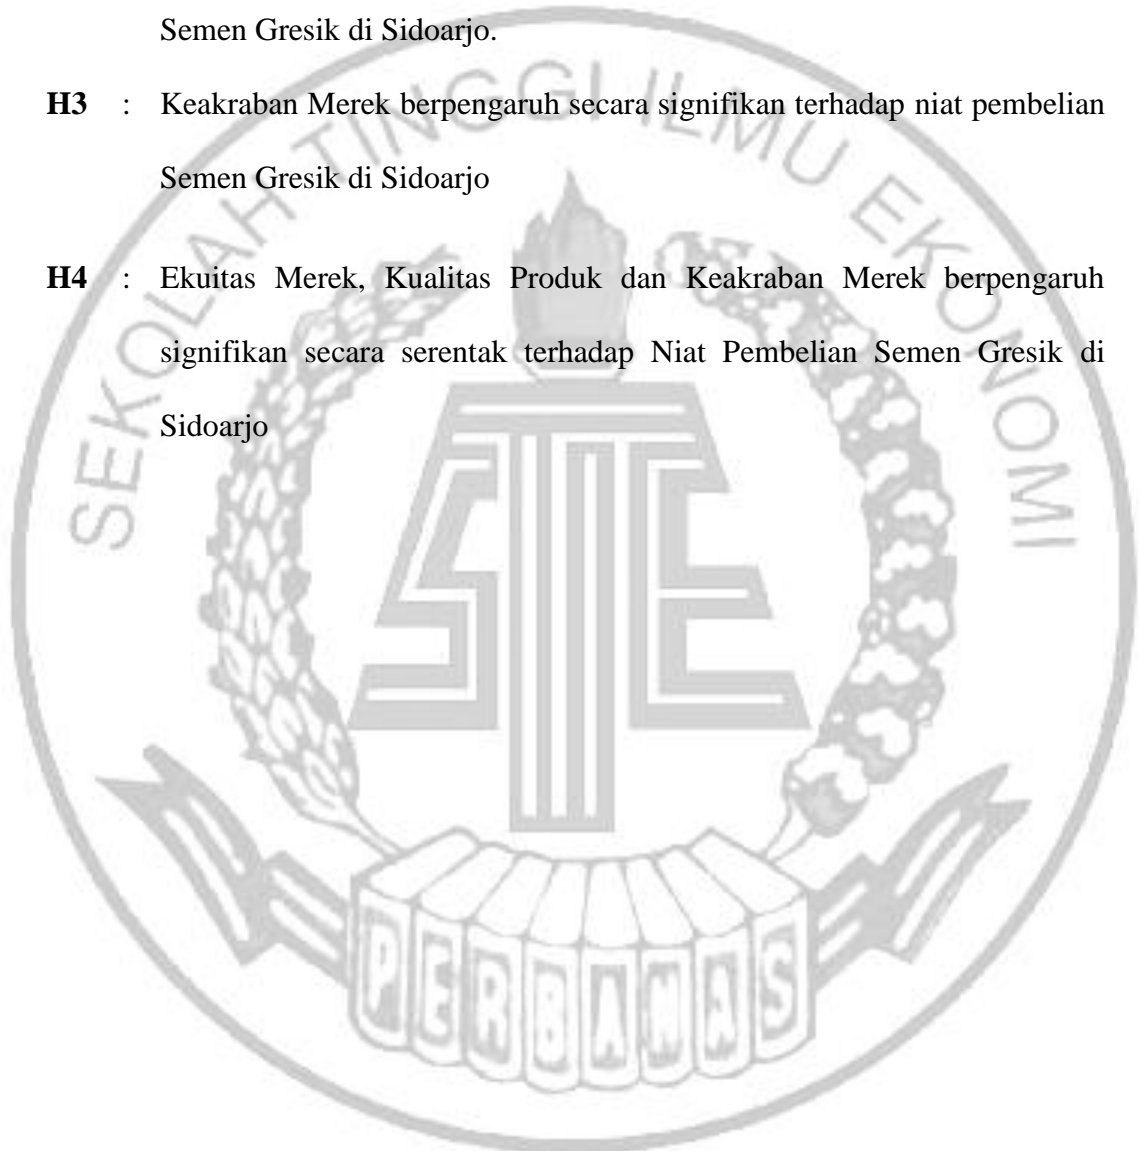 Semen Gresik di Sidoarjo.
H3 : Keakraban Merek berpengaruh secara signifikan terhadap niat pembelian
Semen Gresik di Sidoarjo
H4 : Ekuitas Merek, Kualitas Produk dan Keakraban Merek berpengaruh
signifikan secara serentak terhadap Niat Pembelian Semen Gresik di
Sidoarjo
SEKOLAH TINGGI ILMU EKONOMI
STIE
PERBANAS